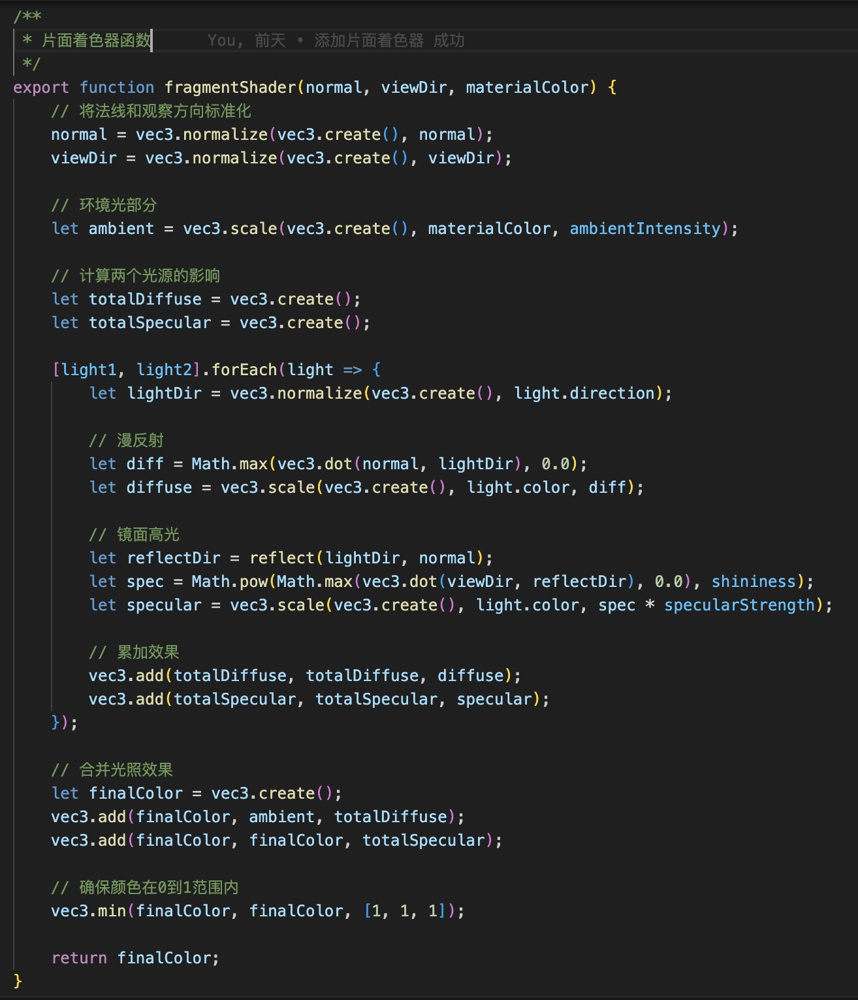 /**
 * 片面着色器函数 You, 前天 • 添加片面着色器 成功
 */
export function fragmentShader(normal, viewDir, materialColor) {
    // 将法线和观察方向标准化
    normal = vec3.normalize(vec3.create(), normal);
    viewDir = vec3.normalize(vec3.create(), viewDir);

    // 环境光部分
    let ambient = vec3.scale(vec3.create(), materialColor, ambientIntensity);

    // 计算两个光源的影响
    let totalDiffuse = vec3.create();
    let totalSpecular = vec3.create();

    [light1, light2].forEach(light => {
        let lightDir = vec3.normalize(vec3.create(), light.direction);

        // 漫反射
        let diff = Math.max(vec3.dot(normal, lightDir), 0.0);
        let diffuse = vec3.scale(vec3.create(), light.color, diff);

        // 镜面高光
        let reflectDir = reflect(lightDir, normal);
        let spec = Math.pow(Math.max(vec3.dot(viewDir, reflectDir), 0.0), shininess);
        let specular = vec3.scale(vec3.create(), light.color, spec * specularStrength);

        // 累加效果
        vec3.add(totalDiffuse, totalDiffuse, diffuse);
        vec3.add(totalSpecular, totalSpecular, specular);
    });

    // 合并光照效果
    let finalColor = vec3.create();
    vec3.add(finalColor, ambient, totalDiffuse);
    vec3.add(finalColor, finalColor, totalSpecular);

    // 确保颜色在0到1范围内
    vec3.min(finalColor, finalColor, [1, 1, 1]);

    return finalColor;
}